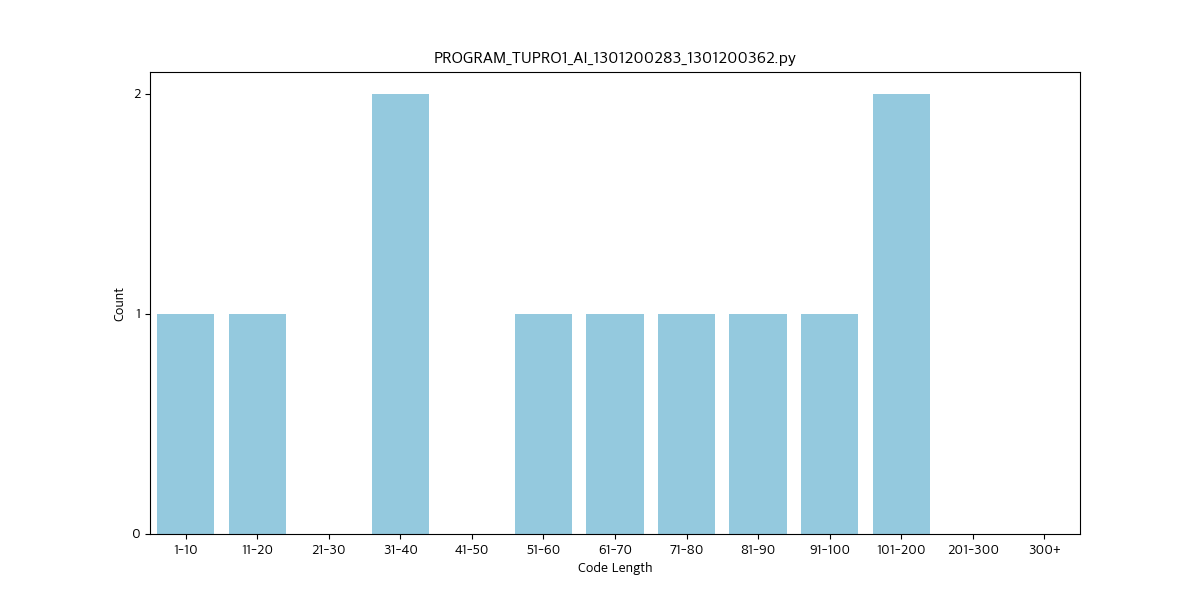 PROGRAM_TUPRO1_AI_1301200283_1301200362.py
Count
2
1
0
1-10 11-20 21-30 31-40 41-50 51-60 61-70 71-80 81-90 91-100 101-200 201-300 300+
Code Length